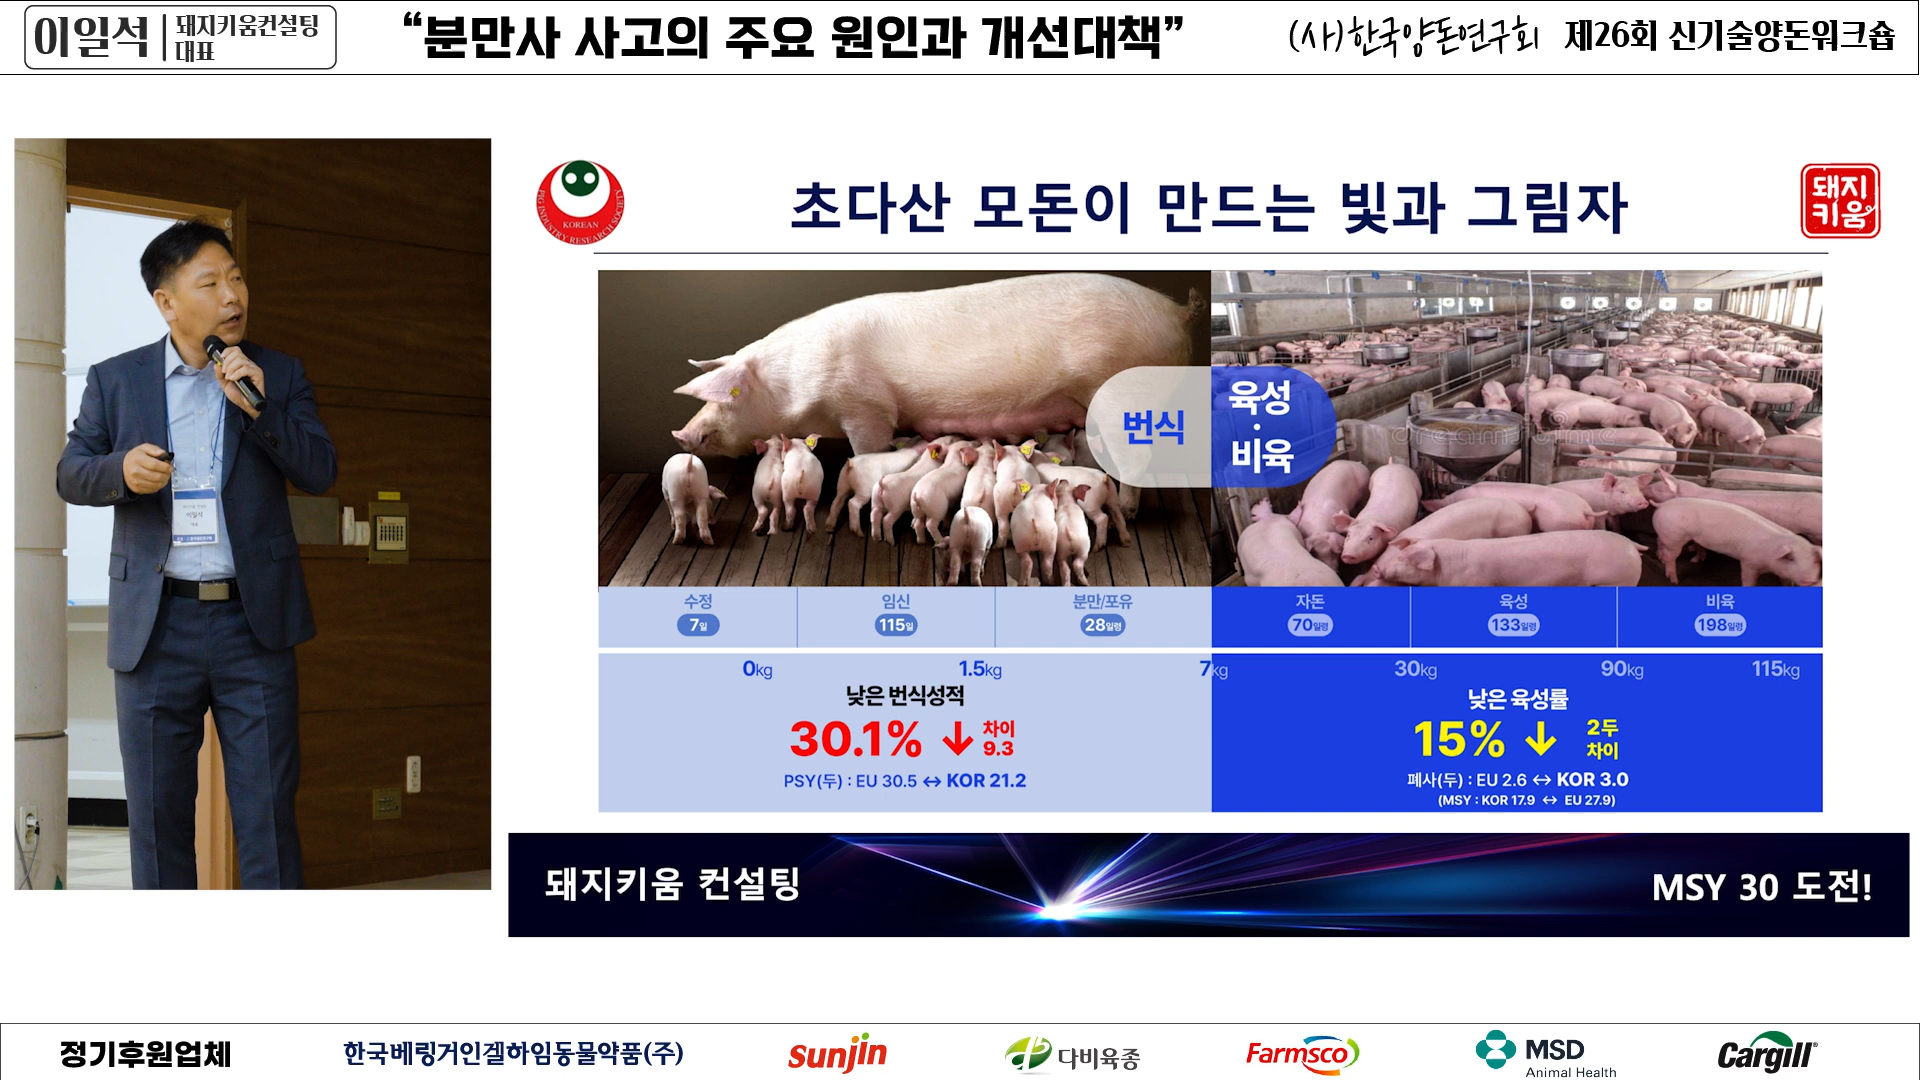 이일석
돼지키움컨설팅
대표
“분만사 사고의 주요 원인과 개선대책”
(사)한국양돈연구회 제26회 신기술양돈워크숍
KOREAN
PIG INDUSTRY RESEARCH SOCIETY
초다산 모돈이 만드는 빛과 그림자
돼지
키움
번식
육성
·
비육
dreamstime
이일석
수정
7일
임신
115일
분만/포유
28일령
자돈
70일령
육성
133일령
비육
198일령
0kg 1.5kg 7kg 30kg 90kg 115kg
낮은 번식성적
30.1% ↓ 차이 9.3
PSY(두) : EU 30.5 ↔ KOR 21.2
낮은 육성률
15% ↓ 2두 차이
폐사(두) : EU 2.6 ↔ KOR 3.0
(MSY : KOR 17.9 ↔ EU 27.9)
돼지키움 컨설팅
MSY 30 도전!
정기후원업체
한국베링거인겔하임동물약품(주)
sunjin
다비육종
Farmsco
MSD
Animal Health
Cargill